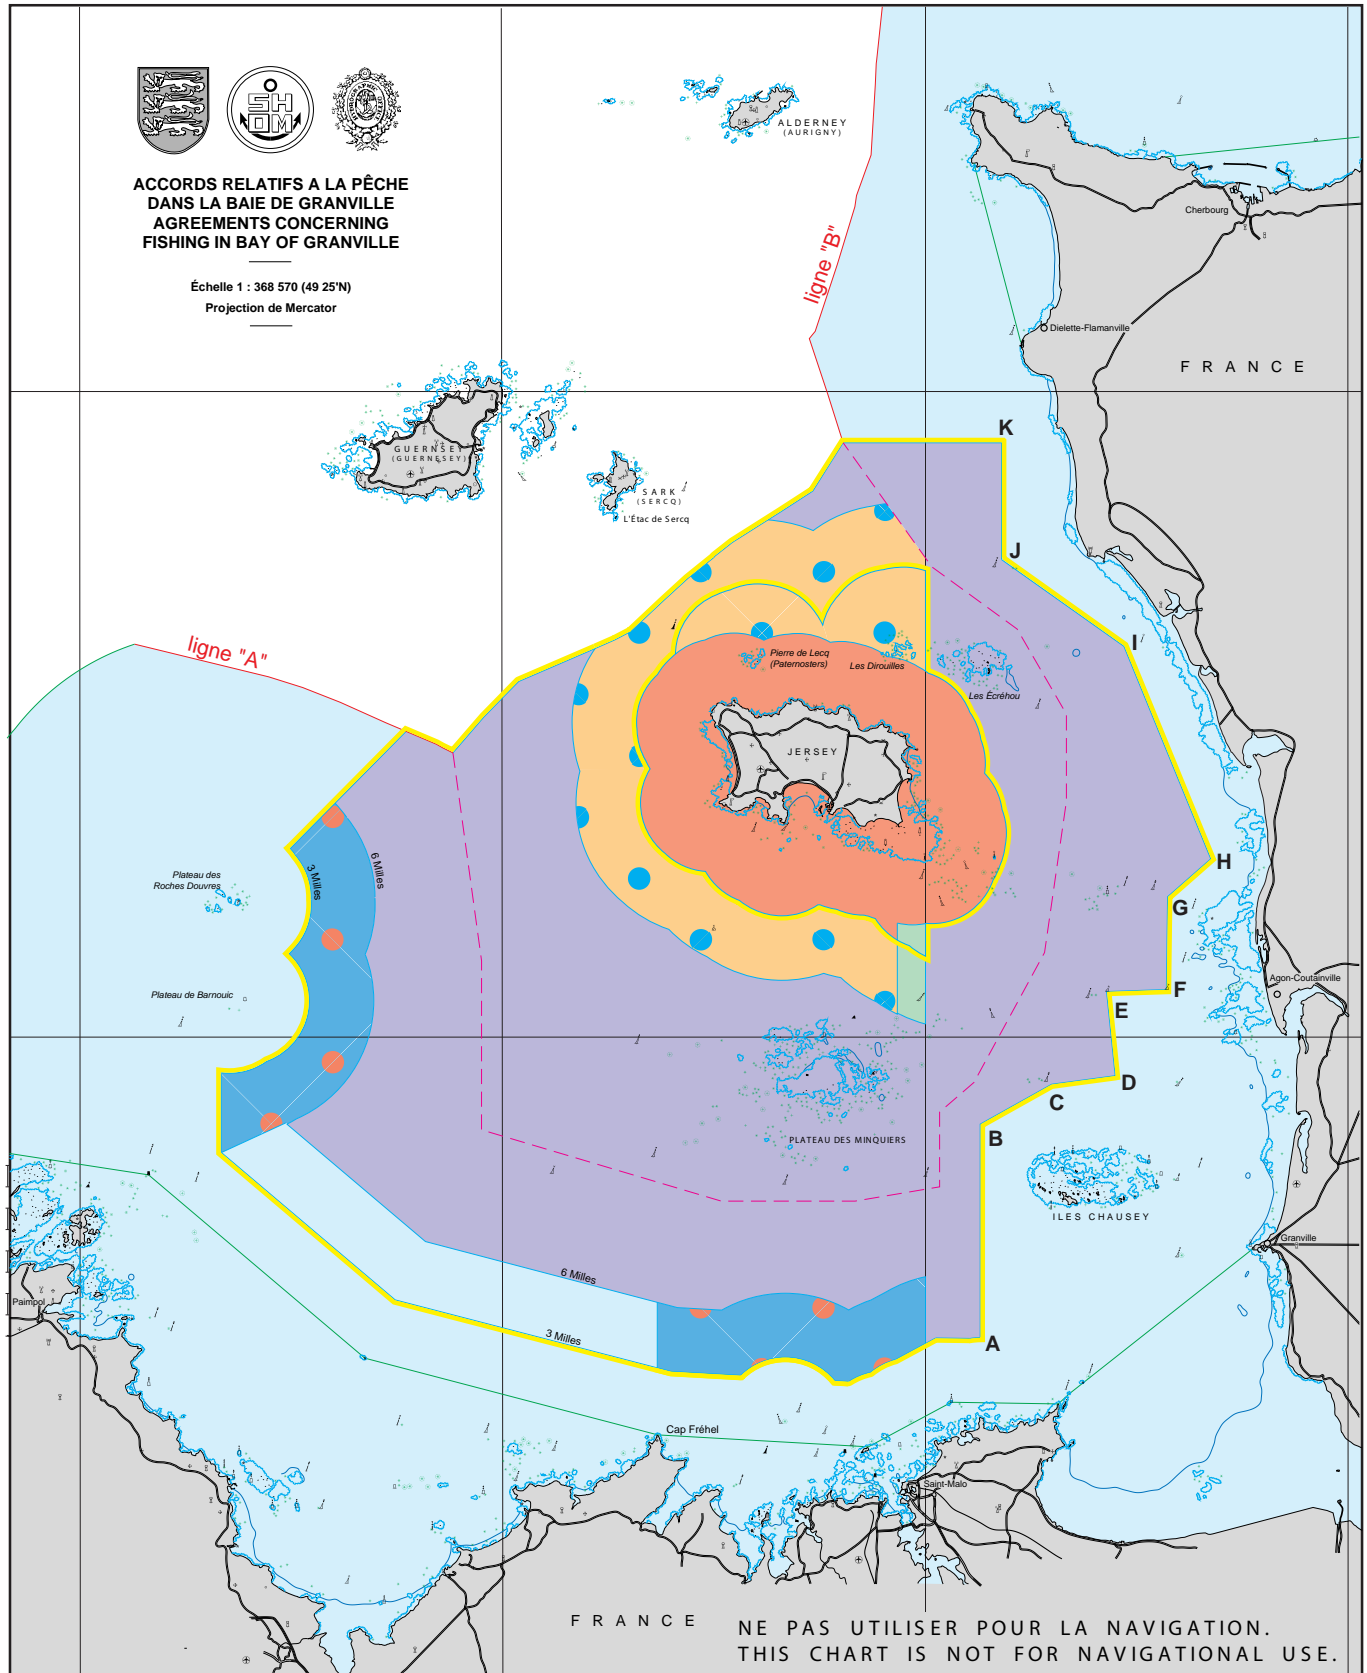 SH
OM
ACCORDS RELATIFS A LA PÊCHE
DANS LA BAIE DE GRANVILLE
AGREEMENTS CONCERNING
FISHING IN BAY OF GRANVILLE
Échelle 1 : 368 570 (49 25'N)
Projection de Mercator
ALDERNEY
(AURIGNY)
Cherbourg
ligne "B"
Dielette-Flamanville
FRANCE
K
GUERNSEY
(GUERNESEY)
SARK
(SERCQ)
L'Étac de Sercq
J
I
ligne "A"
Pierre de Lecq
(Paternosters)
Les Dirouilles
Les Écréhou
JERSEY
H
6 Milles
3 Milles
Plateau des
Roches Douvres
G
Agon-Coutainville
F
Plateau de Barnouic
E
D
C
B
PLATEAU DES MINQUIERS
ILES CHAUSEY
Granville
6 Milles
Paimpol
3 Milles
A
Cap Fréhel
Saint-Malo
FRANCE
NE PAS UTILISER POUR LA NAVIGATION.
THIS CHART IS NOT FOR NAVIGATIONAL USE.